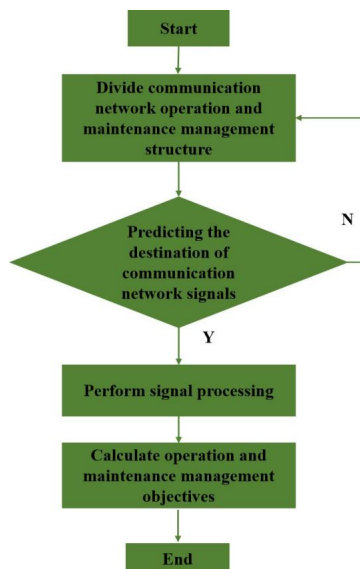 Start
Divide communication
network operation and
maintenance management
structure
Predicting the
destination of
communication
network signals
N
Y
Perform signal processing
Calculate operation and
maintenance management
objectives
End